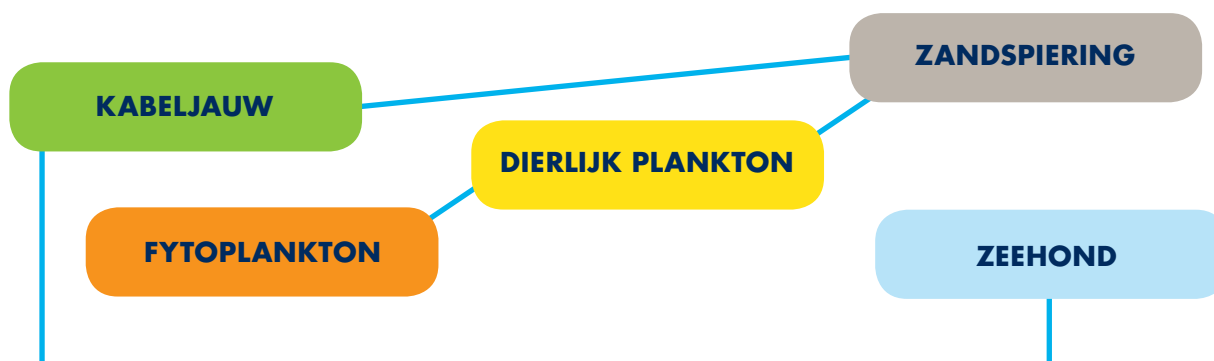 ZANDSPIERING
KABELJAUW
DIERLIJK PLANKTON
FYTOPLANKTON
ZEEHOND